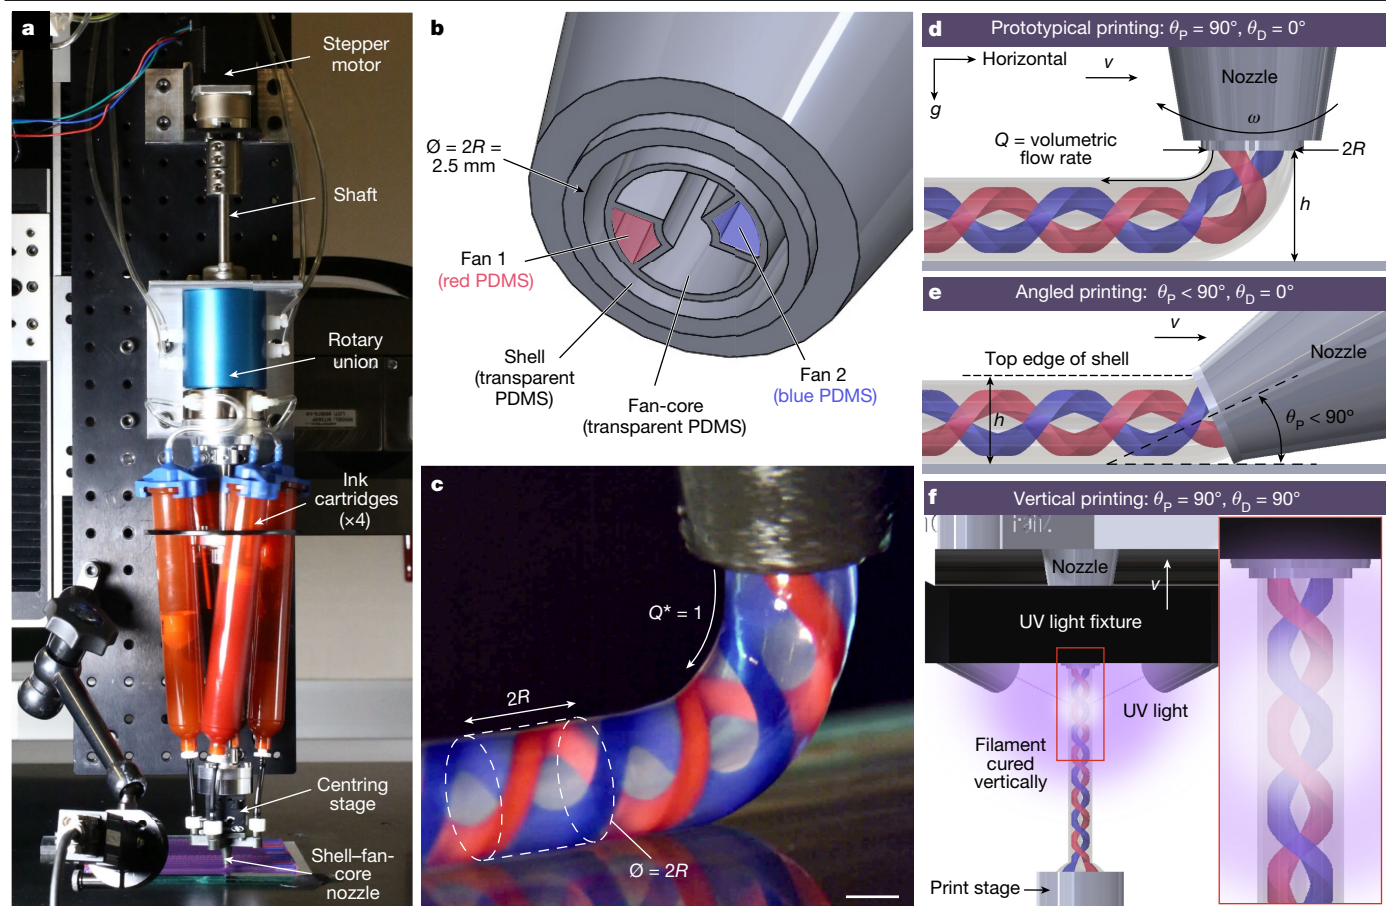 a
Stepper
motor
Shaft
Rotary
union
Ink
cartridges
(×4)
Centring
stage
Shell–fan-
core
nozzle
b
Ø = 2R =
2.5 mm
Fan 1
(red PDMS)
Shell
(transparent
PDMS)
Fan-core
(transparent PDMS)
Fan 2
(blue PDMS)
c
Q* = 1
2R
Ø = 2R
d Prototypical printing: θP = 90°, θD = 0°
Horizontal
g
v
Nozzle
ω
Q = volumetric
flow rate
2R
h
e Angled printing: θP < 90°, θD = 0°
v
Top edge of shell
Nozzle
h
θP < 90°
f Vertical printing: θP = 90°, θD = 90°
Nozzle
v
UV light fixture
UV light
Filament
cured
vertically
Print stage